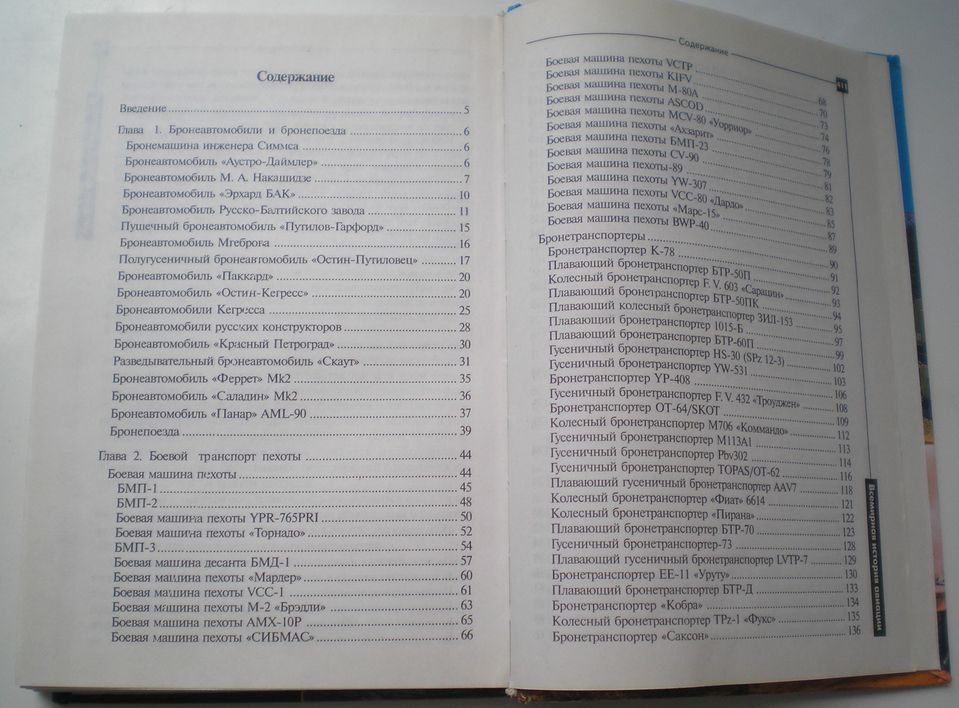 Содержание
Введение 5
Глава 1. Бронеавтомобили и бронепоезда 6
Бронемашина инженера Симмса 6
Бронеавтомобиль «Аустро-Даймлер» 6
Бронеавтомобиль М. А. Накашидзе 7
Бронеавтомобиль «Эрхард БАК» 10
Бронеавтомобиль Русско-Балтийского завода 11
Пушечный бронеавтомобиль «Путилов-Гарфорд» 15
Бронеавтомобиль Мгеброва 16
Полугусеничный бронеавтомобиль «Остин-Путиловец» 17
Бронеавтомобиль «Паккард» 20
Бронеавтомобиль «Остин-Кегресс» 20
Бронеавтомобили Кегресса 25
Бронеавтомобили русских конструкторов 28
Бронеавтомобиль «Красный Петроград» 30
Разведывательный бронеавтомобиль «Скаут» 31
Бронеавтомобиль «Феррет» Mk2 35
Бронеавтомобиль «Саладин» Mk2 36
Бронеавтомобиль «Панар» AML-90 37
Бронепоезда 39
Глава 2. Боевой транспорт пехоты 44
Боевая машина пехоты 44
БМП-1 45
БМП-2 48
Боевая машина пехоты YPR-765PRI 50
Боевая машина пехоты «Торнадо» 52
БМП-3 54
Боевая машина десанта БМД-1 57
Боевая машина пехоты «Мардер» 60
Боевая машина пехоты VCC-1 61
Боевая машина пехоты М-2 «Брэдли» 63
Боевая машина пехоты АМХ-10Р 65
Боевая машина пехоты «СИБМАС» 66
Содержание
Боевая машина пехоты VCTP 68
Боевая машина пехоты KIFV 70
Боевая машина пехоты М-80А 73
Боевая машина пехоты ASCOD 74
Боевая машина пехоты MCV-80 «Уорриор» 76
Боевая машина пехоты «Ахзарит» 78
Боевая машина пехоты БМП-23 79
Боевая машина пехоты CV-90 81
Боевая машина пехоты-89 82
Боевая машина пехоты YW-307 83
Боевая машина пехоты VCC-80 «Дардо» 85
Боевая машина пехоты «Марс-15» 87
Боевая машина пехоты BWP-40 89
Бронетранспортеры 90
Бронетранспортер К-78 91
Плавающий бронетранспортер БТР-50П 92
Колесный бронетранспортер F. V. 603 «Сарацин» 93
Плавающий бронетранспортер БТР-50ПК 94
Плавающий колесный бронетранспортер ЗИЛ-153 95
Плавающий бронетранспортер 1015-Б 97
Плавающий бронетранспортер БТР-60П 99
Гусеничный бронетранспортер HS-30 (SPz 12-3) 102
Гусеничный бронетранспортер YW-531 103
Бронетранспортер YP-408 106
Гусеничный бронетранспортер F. V. 432 «Троуджен» 108
Бронетранспортер OT-64/SKOT 109
Колесный бронетранспортер М706 «Коммандо» 112
Гусеничный бронетранспортер М113А1 113
Гусеничный бронетранспортер Pbv302 114
Гусеничный бронетранспортер TOPAS/OT-62 116
Плавающий гусеничный бронетранспортер AAV7 118
Колесный бронетранспортер «Фиат» 6614 121
Колесный бронетранспортер «Пирана» 122
Плавающий бронетранспортер БТР-70 123
Гусеничный бронетранспортер-73 128
Плавающий гусеничный бронетранспортер LVTP-7 129
Бронетранспортер ЕЕ-11 «Уруту» 130
Плавающий бронетранспортер БТР-Д 133
Бронетранспортер «Кобра» 134
Колесный бронетранспортер TPz-1 «Фукс» 135
Бронетранспортер «Саксон» 136
Всемирная история авиации